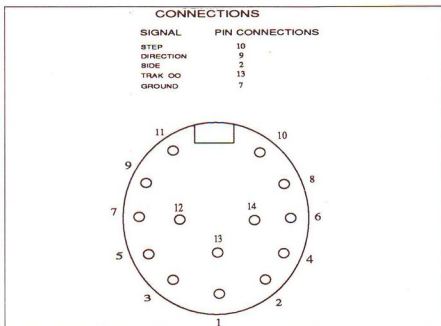 CONNECTIONS
SIGNAL PIN CONNECTIONS
STEP 10
DIRECTION 9
SIDE 2
TRAK OO 13
GROUND 7
11 10
9 8
12 14
7 6
13
5 4
3 2
1